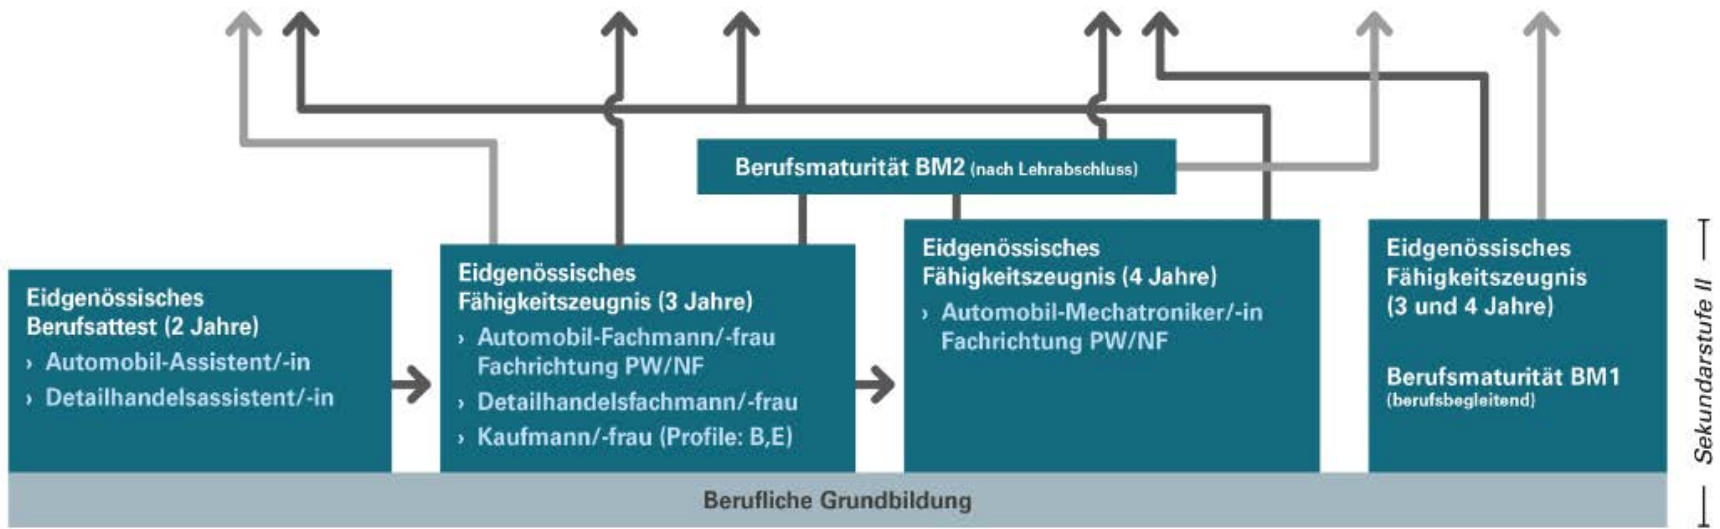 Berufsmaturität BM2 (nach Lehrabschluss)
Eidgenössisches
Berufsattest (2 Jahre)
› Automobil-Assistent/-in
› Detailhandelsassistent/-in
Eidgenössisches
Fähigkeitszeugnis (3 Jahre)
› Automobil-Fachmann/-frau
Fachrichtung PW/NF
› Detailhandelsfachmann/-frau
› Kaufmann/-frau (Profile: B,E)
Eidgenössisches
Fähigkeitszeugnis (4 Jahre)
› Automobil-Mechatroniker/-in
Fachrichtung PW/NF
Eidgenössisches
Fähigkeitszeugnis
(3 und 4 Jahre)
Berufsmaturität BM1
(berufsbegleitend)
Sekundarstufe II
Berufliche Grundbildung